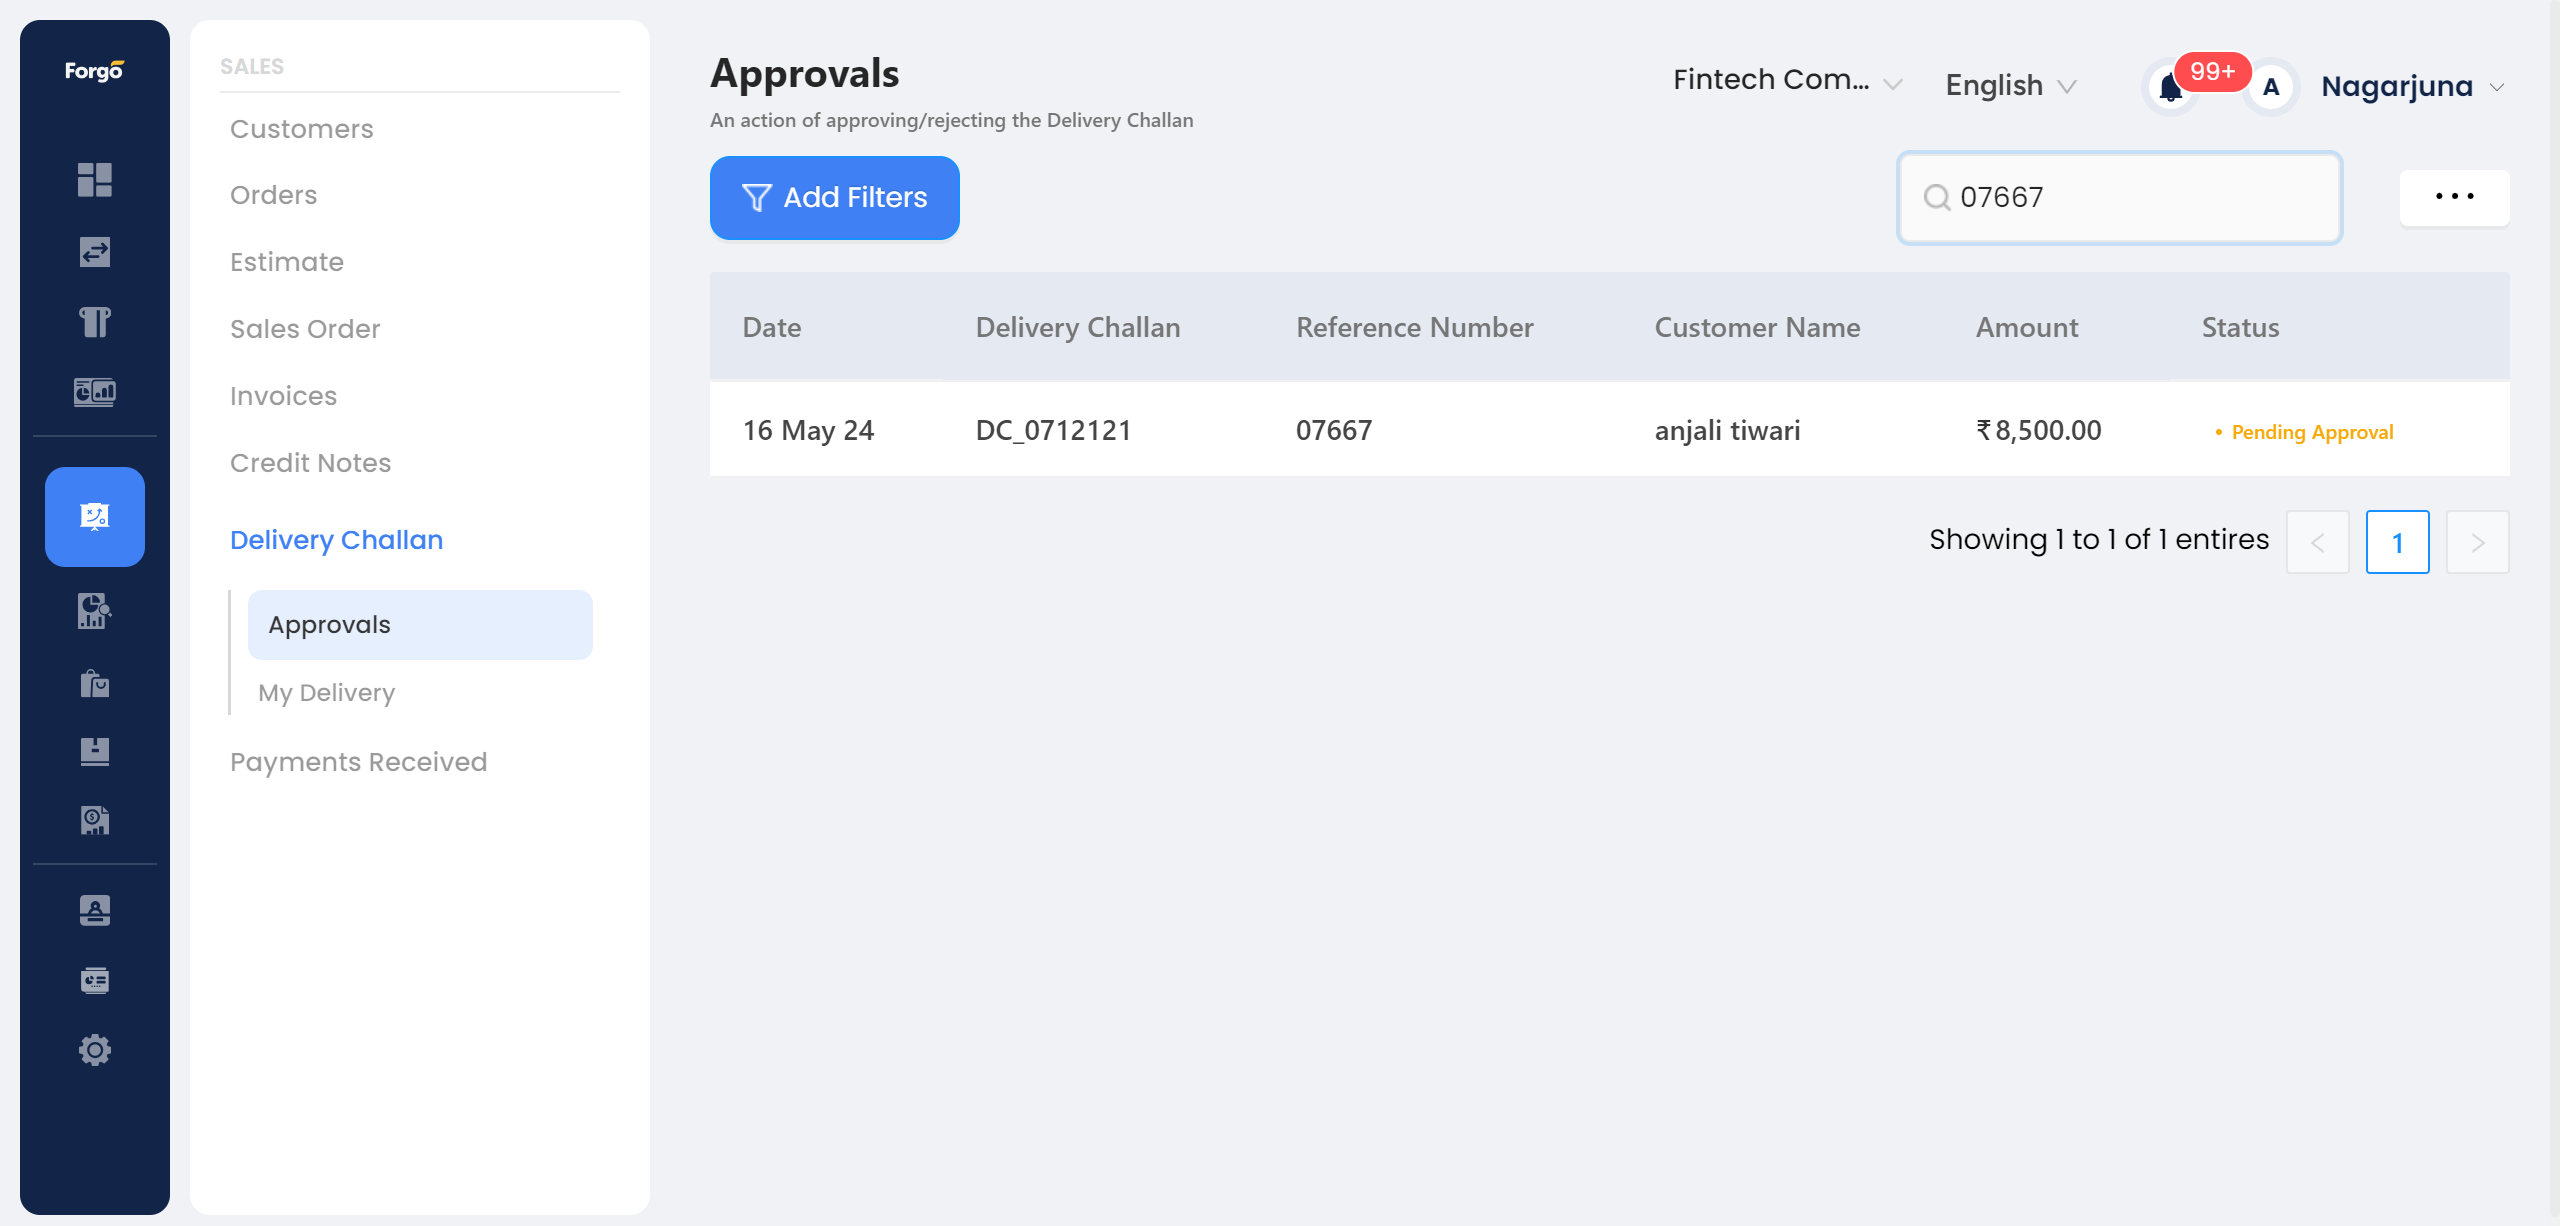 Forgo
SALES
Customers
Orders
Estimate
Sales Order
Invoices
Credit Notes
Delivery Challan
Approvals
My Delivery
Payments Received
Approvals
An action of approving/rejecting the Delivery Challan
Fintech Com...
English
99+
A
Nagarjuna
Add Filters
07667
Date Delivery Challan Reference Number Customer Name Amount Status
16 May 24 DC_0712121 07667 anjali tiwari ₹8,500.00 • Pending Approval
Showing 1 to 1 of 1 entires < 1 >